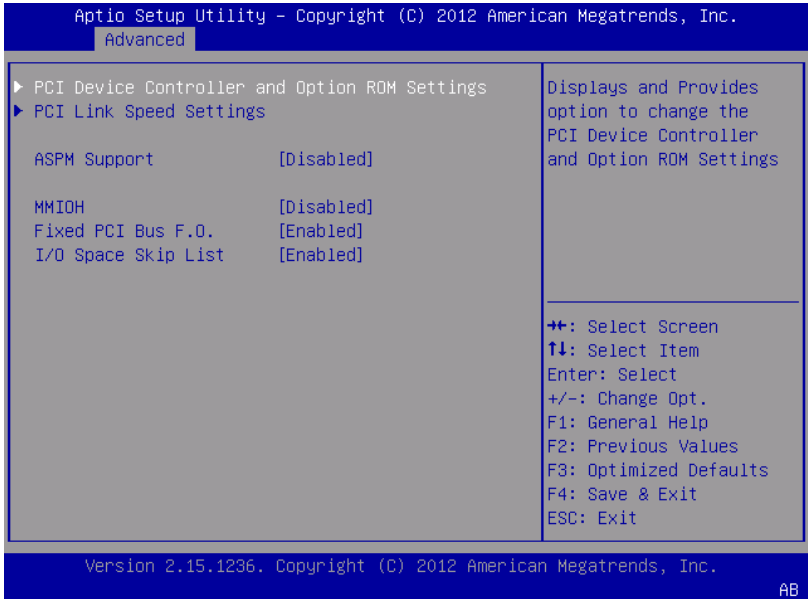 Aptio Setup Utility – Copyright (C) 2012 American Megatrends, Inc.
Advanced
PCI Device Controller and Option ROM Settings
PCI Link Speed Settings
ASPM Support [Disabled]
MMIOH [Disabled]
Fixed PCI Bus F.O. [Enabled]
I/O Space Skip List [Enabled]
Displays and Provides
option to change the
PCI Device Controller
and Option ROM Settings
→←: Select Screen
↑↓: Select Item
Enter: Select
+/-: Change Opt.
F1: General Help
F2: Previous Values
F3: Optimized Defaults
F4: Save & Exit
ESC: Exit
Version 2.15.1236. Copyright (C) 2012 American Megatrends, Inc.
AB